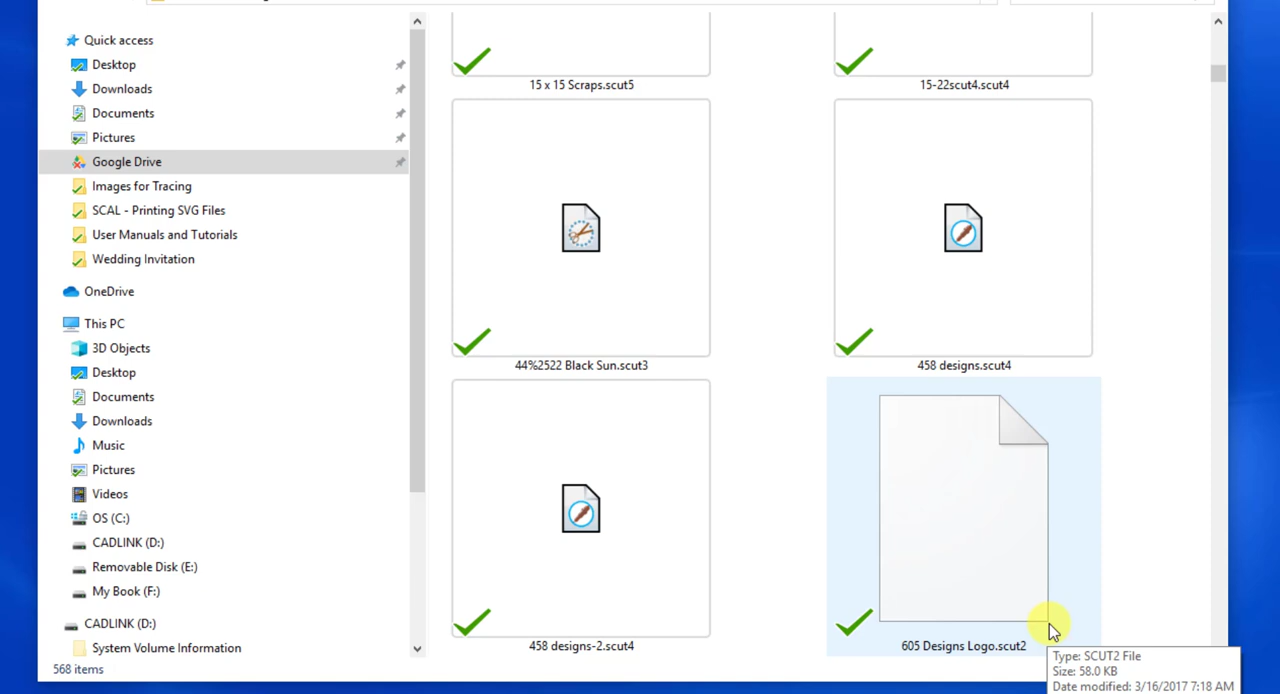 Quick access
Desktop
Downloads
Documents
Pictures
Google Drive
Images for Tracing
SCAL - Printing SVG Files
User Manuals and Tutorials
Wedding Invitation
OneDrive
This PC
3D Objects
Desktop
Documents
Downloads
Music
Pictures
Videos
OS (C:)
CADLINK (D:)
Removable Disk (E:)
My Book (F:)
CADLINK (D:)
System Volume Information
568 items
15 x 15 Scraps.scut5
15-22scut4.scut4
44%2522 Black Sun.scut3
458 designs.scut4
458 designs-2.scut4
605 Designs Logo.scut2
Type: SCUT2 File
Size: 58.0 KB
Date modified: 3/16/2017 7:18 AM